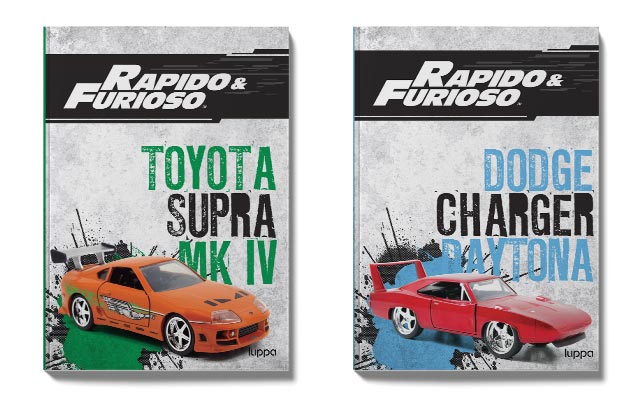 RAPIDO &
FURIOSO
TOYOTA
SUPRA
MK IV
luppa
RAPIDO &
FURIOSO
DODGE
CHARGER
DAYTONA
luppa